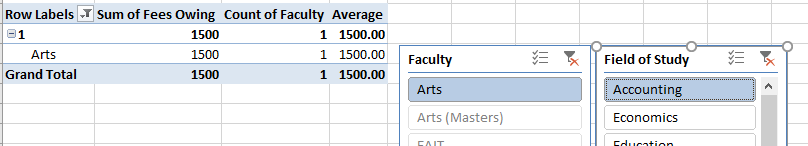 Row Labels Sum of Fees Owing Count of Faculty Average
1 1500 1 1500.00
Arts 1500 1 1500.00
Grand Total 1500 1 1500.00
Faculty
Arts
Arts (Masters)
Field of Study
Accounting
Economics
Education